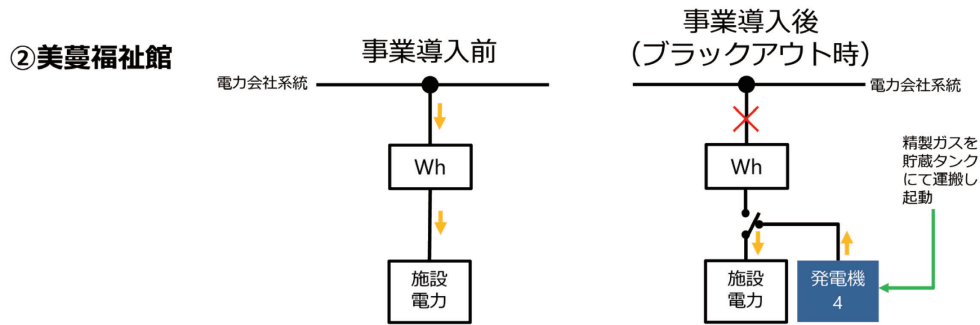 ②美蔓福祉館
事業導入前
電力会社系統
Wh
施設
電力
事業導入後
（ブラックアウト時）
電力会社系統
Wh
施設
電力
発電機
4
精製ガスを
貯蔵タンク
にて運搬し
起動